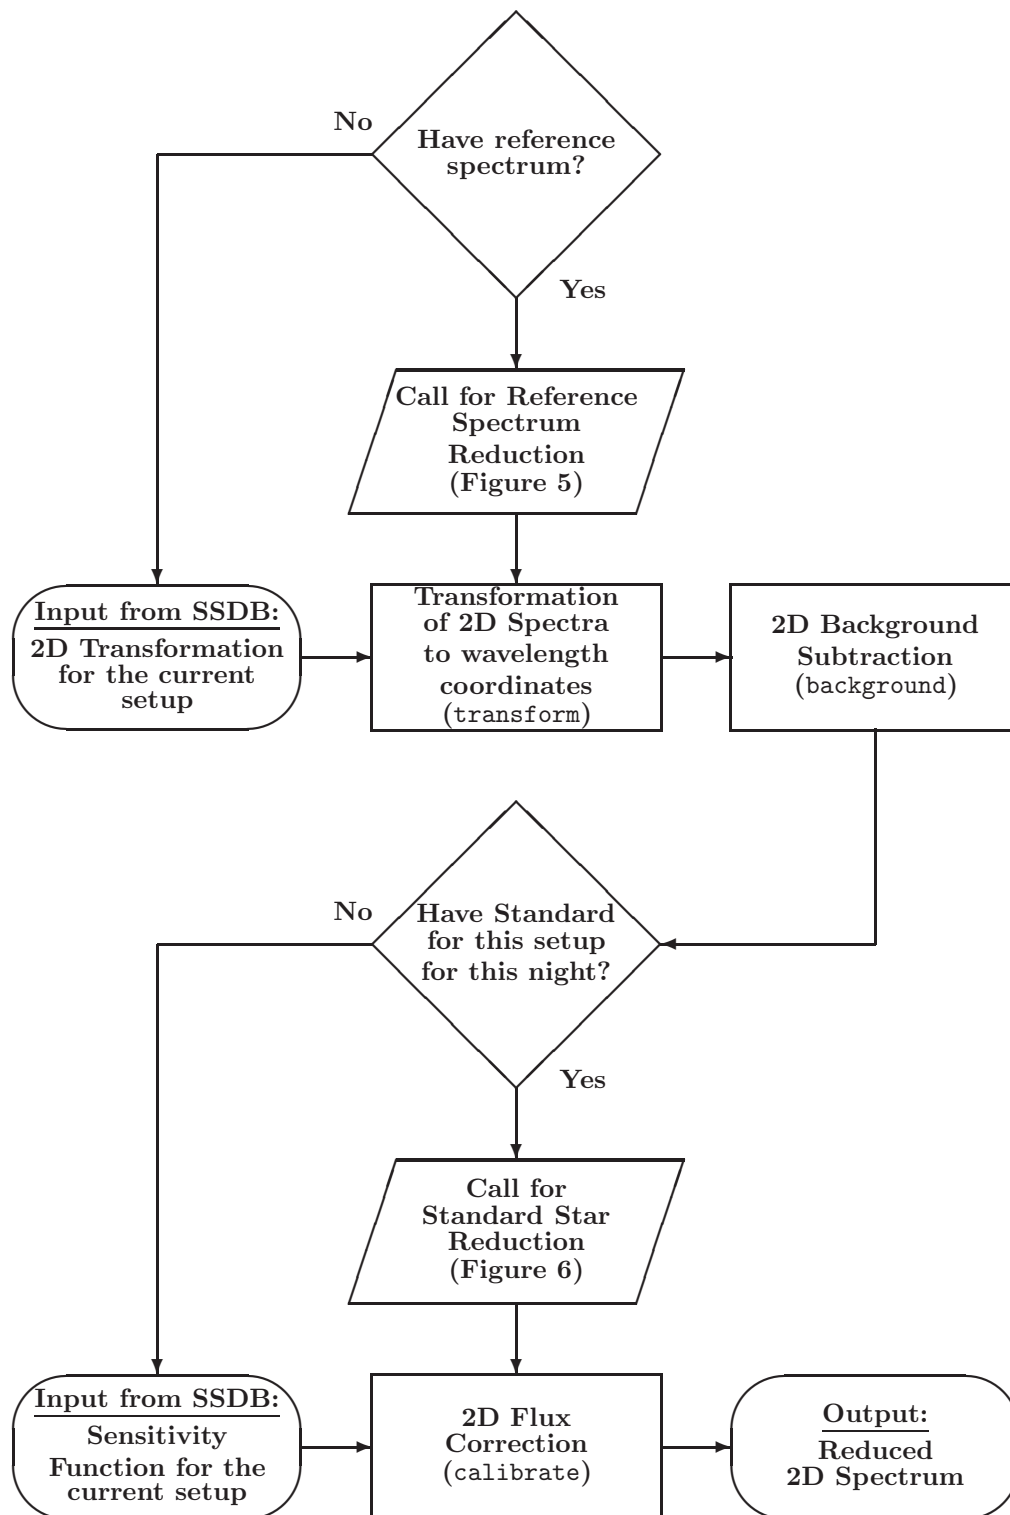 No
Have reference
spectrum?
Yes
Call for Reference
Spectrum
Reduction
(Figure 5)
Input from SSDB:
2D Transformation
for the current
setup
Transformation
of 2D Spectra
to wavelength
coordinates
(transform)
2D Background
Subtraction
(background)
No
Have Standard
for this setup
for this night?
Yes
Call for
Standard Star
Reduction
(Figure 6)
Input from SSDB:
Sensitivity
Function for the
current setup
2D Flux
Correction
(calibrate)
Output:
Reduced
2D Spectrum